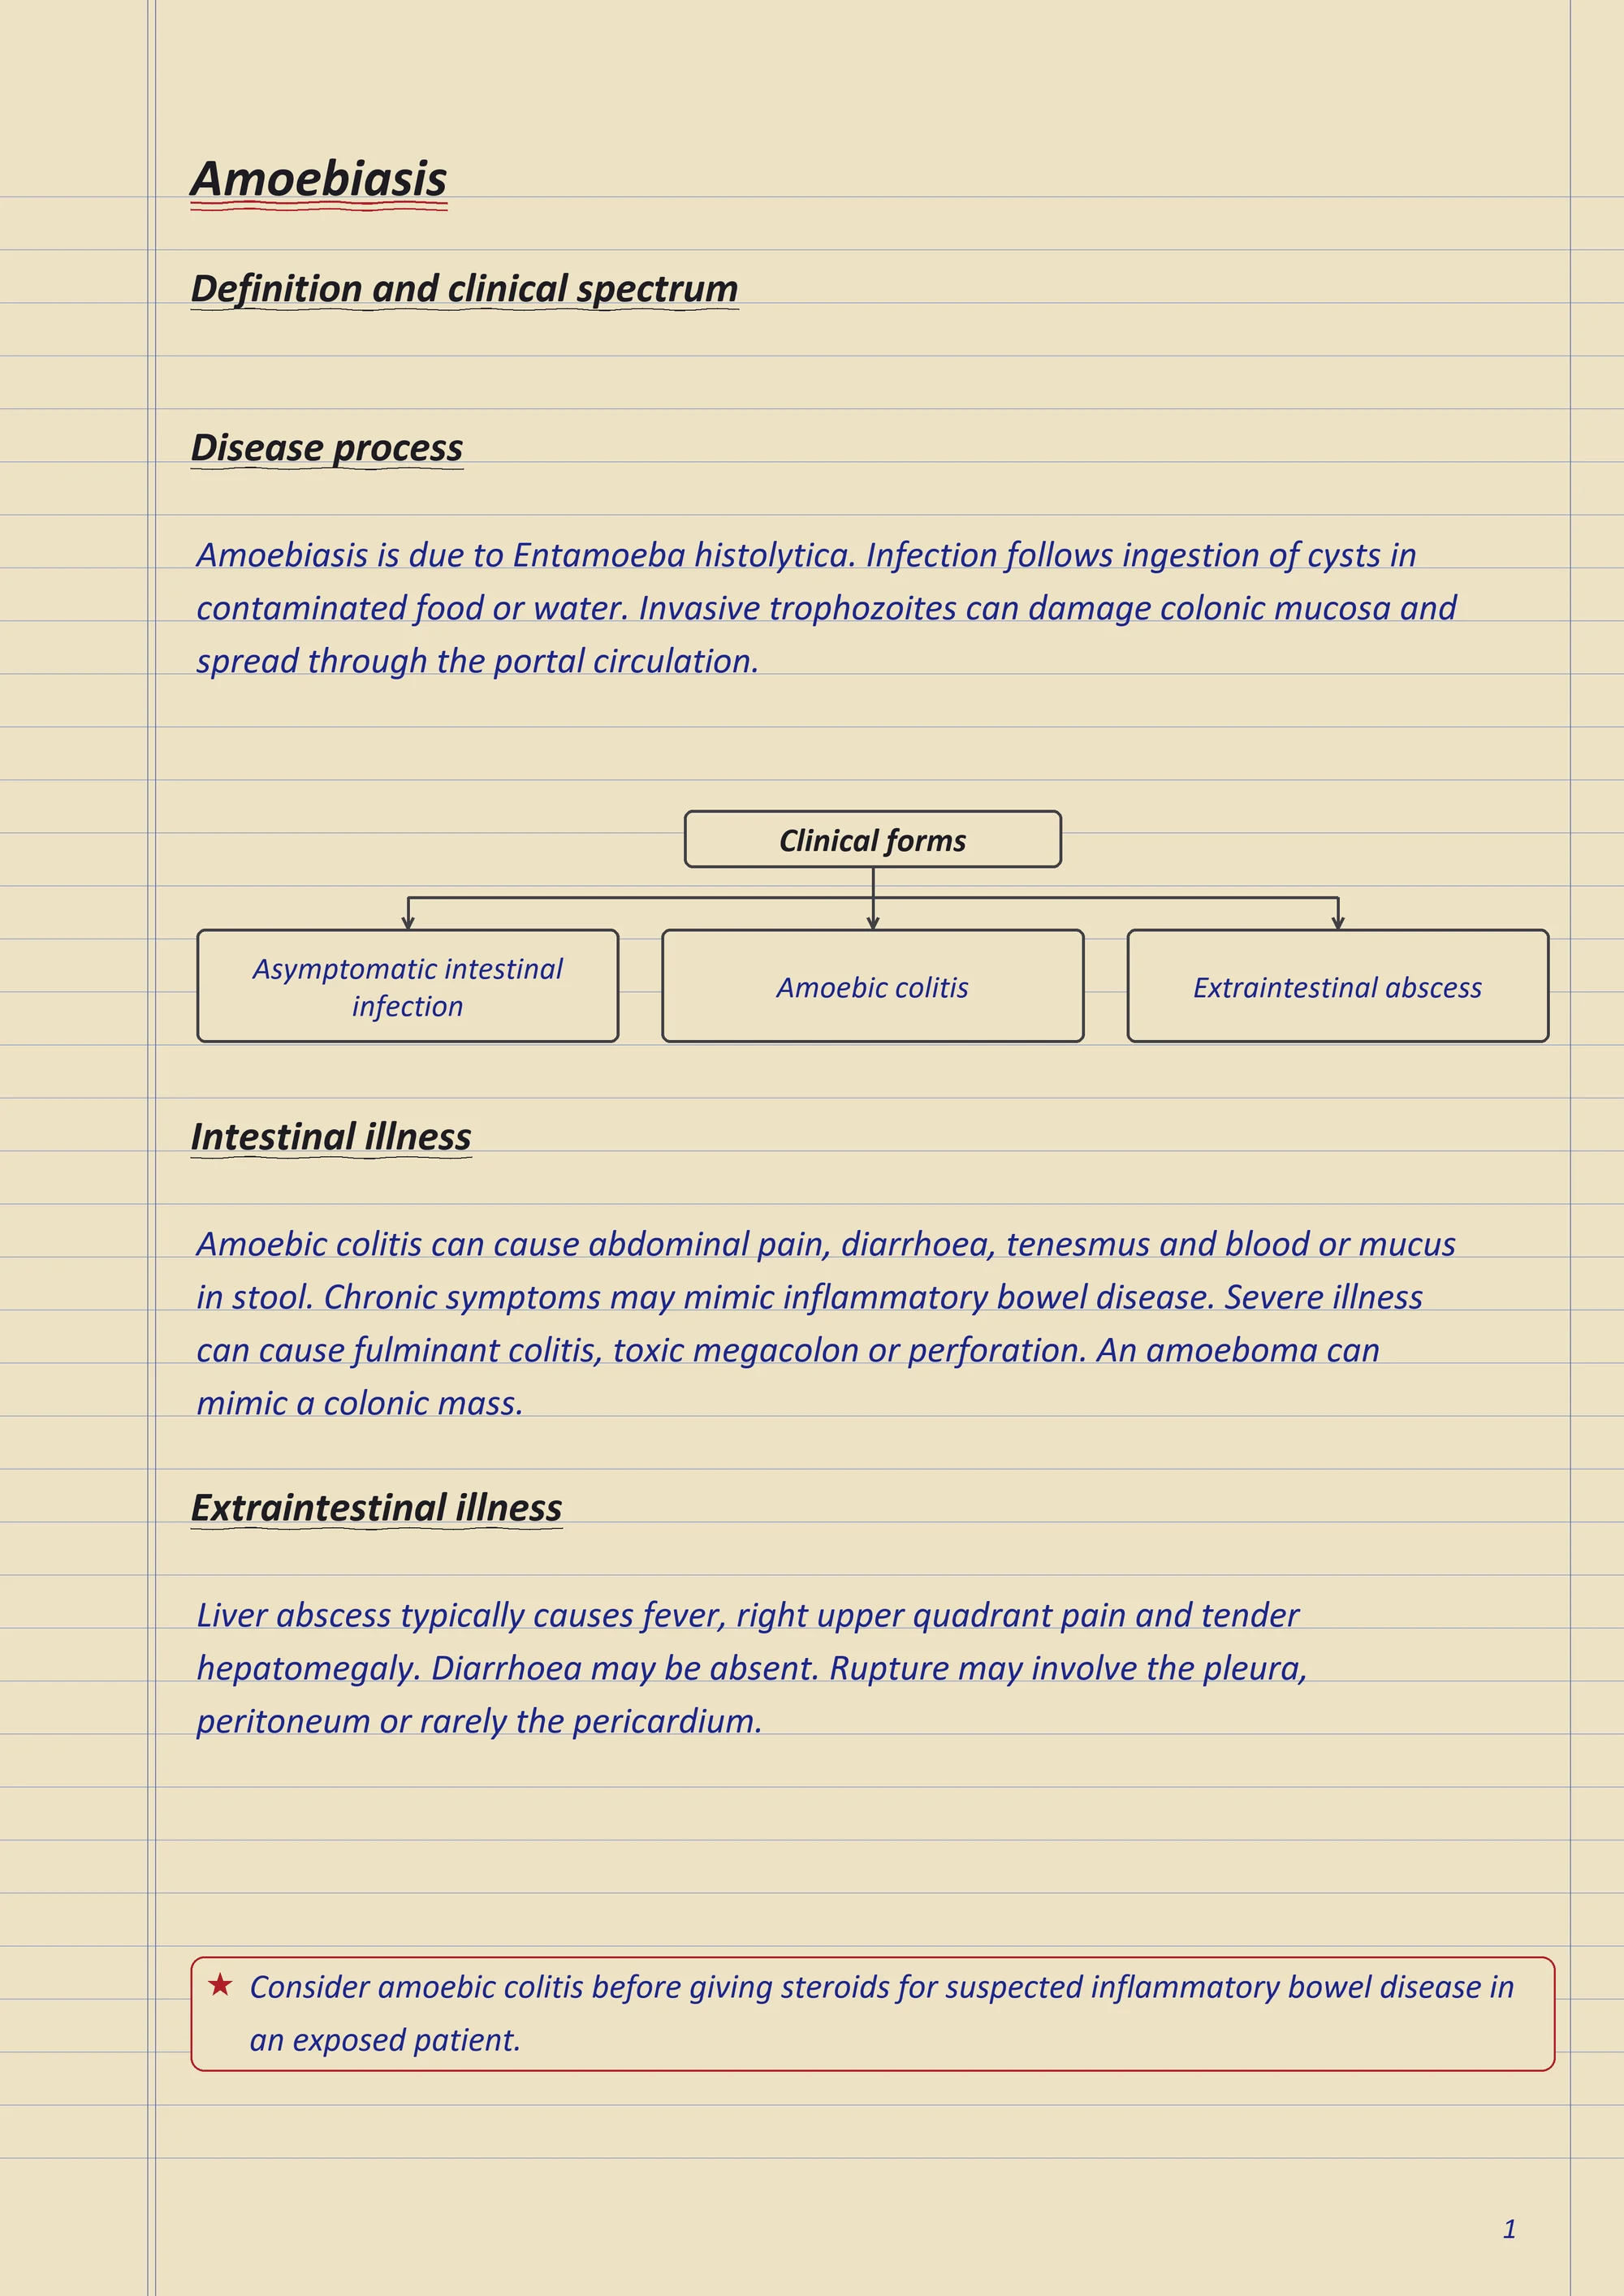 Amoebiasis
Definition and clinical spectrum
Disease process
Amoebiasis is due to Entamoeba histolytica. Infection follows ingestion of cysts in
contaminated food or water. Invasive trophozoites can damage colonic mucosa and
spread through the portal circulation.
Clinical forms
Asymptomatic intestinal
infection
Amoebic colitis
Extraintestinal abscess
Intestinal illness
Amoebic colitis can cause abdominal pain, diarrhoea, tenesmus and blood or mucus
in stool. Chronic symptoms may mimic inflammatory bowel disease. Severe illness
can cause fulminant colitis, toxic megacolon or perforation. An amoeboma can
mimic a colonic mass.
Extraintestinal illness
Liver abscess typically causes fever, right upper quadrant pain and tender
hepatomegaly. Diarrhoea may be absent. Rupture may involve the pleura,
peritoneum or rarely the pericardium.
★ Consider amoebic colitis before giving steroids for suspected inflammatory bowel disease in
an exposed patient.
1